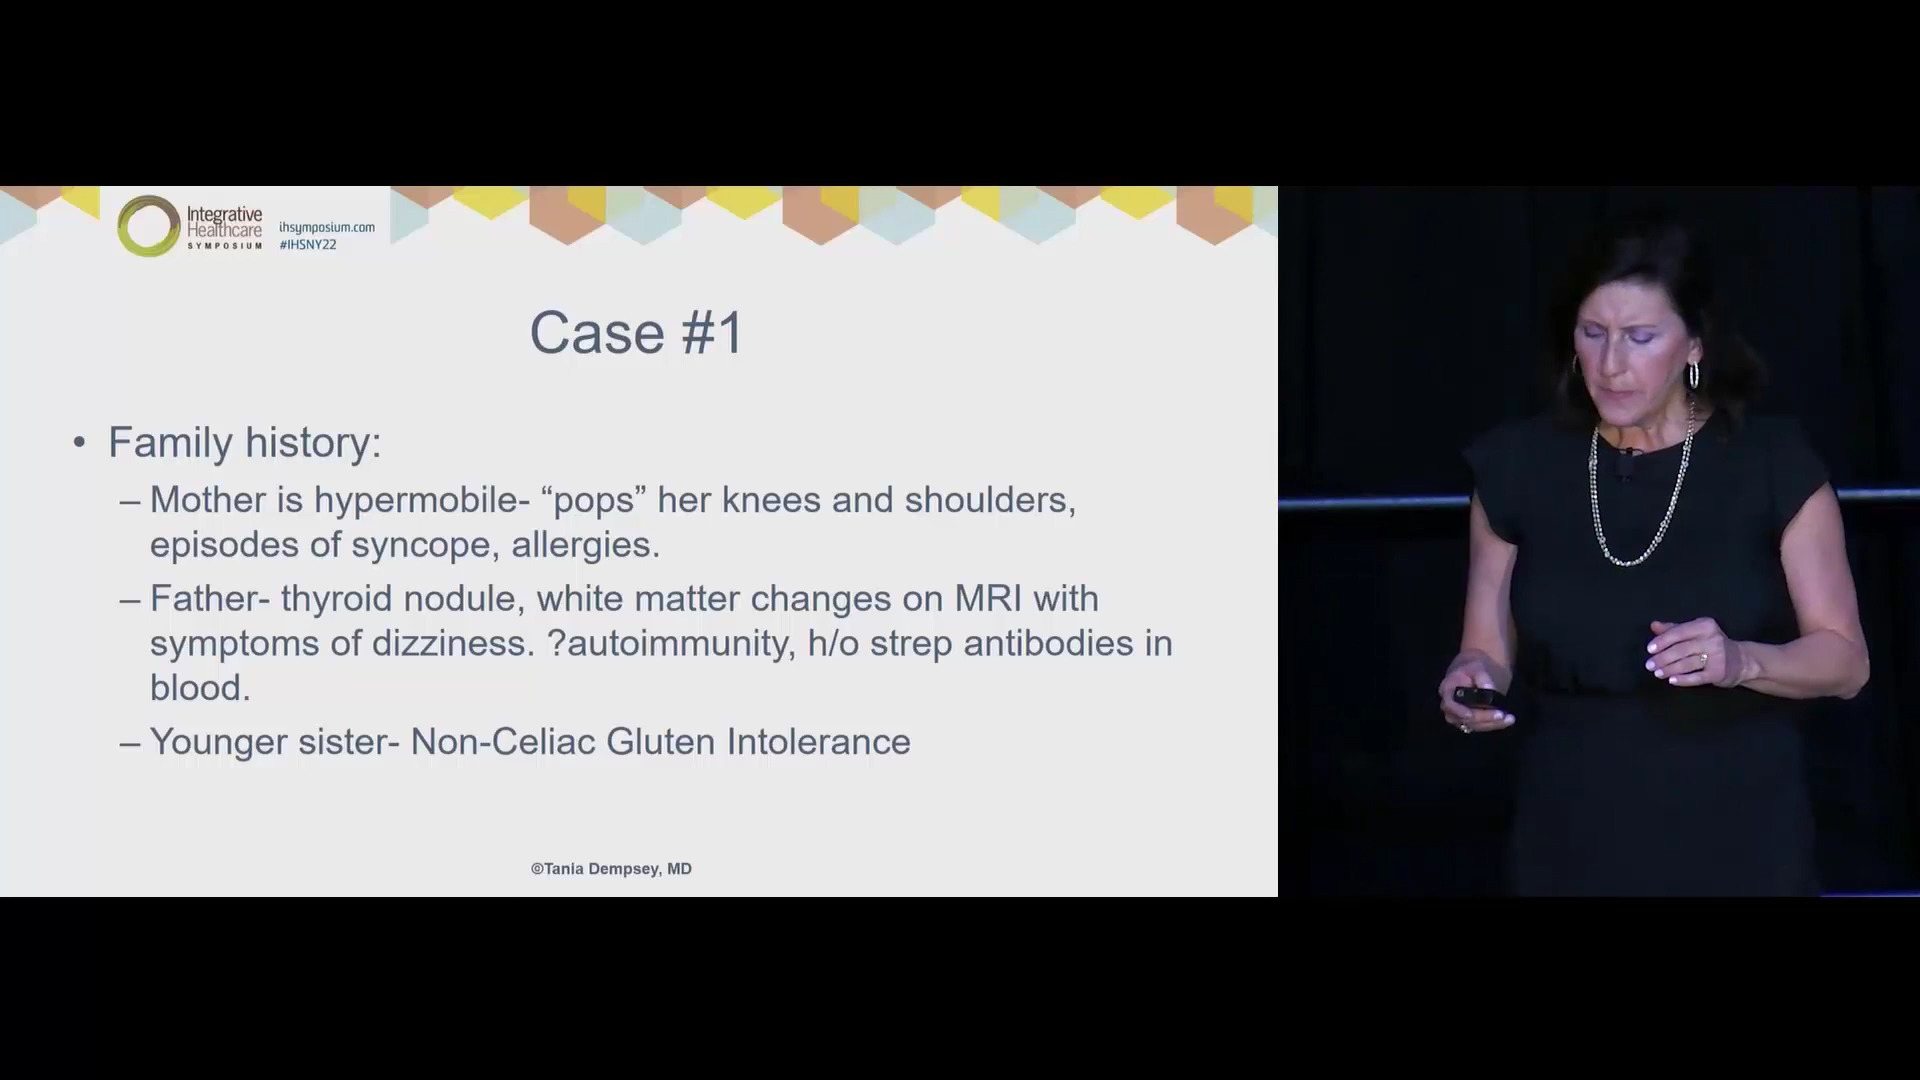 Integrative
Healthcare
SYMPOSIUM
ihsymposium.com
#IHSNY22
Case #1
• Family history:
– Mother is hypermobile- “pops” her knees and shoulders,
episodes of syncope, allergies.
– Father- thyroid nodule, white matter changes on MRI with
symptoms of dizziness. ?autoimmunity, h/o strep antibodies in
blood.
– Younger sister- Non-Celiac Gluten Intolerance
©Tania Dempsey, MD